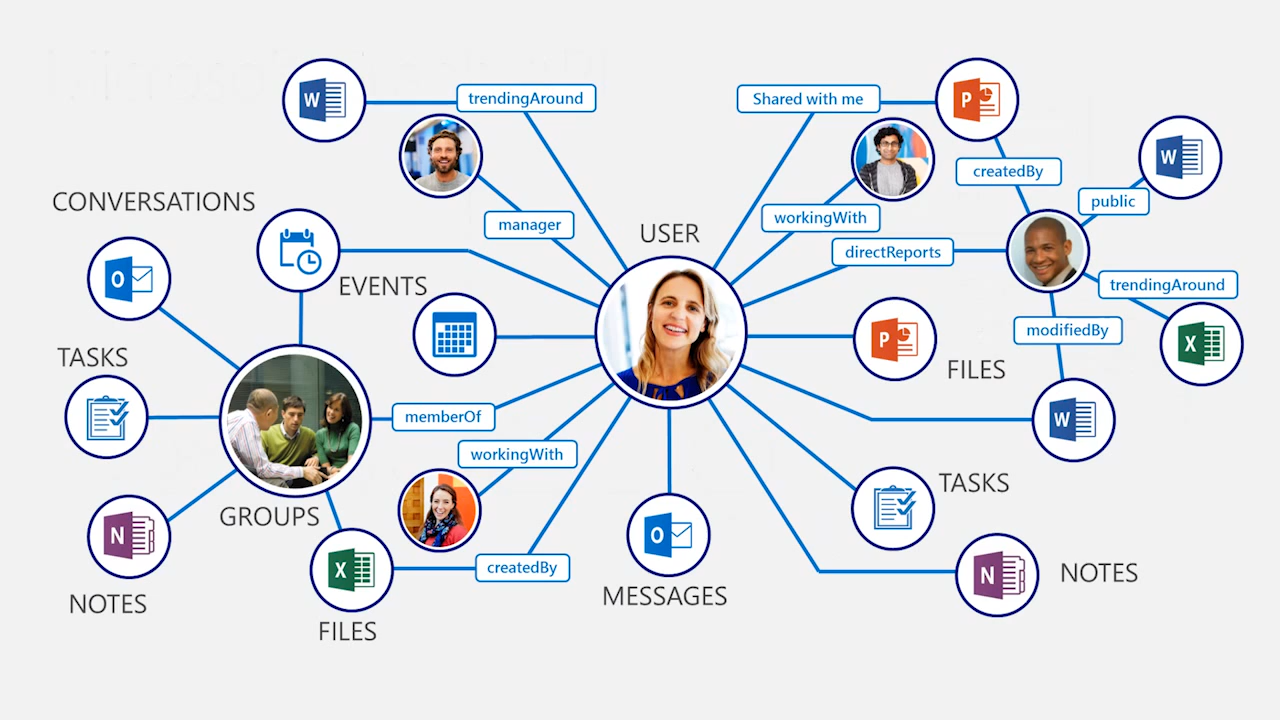 trendingAround
Shared with me
createdBy
public
CONVERSATIONS
manager
workingWith
USER
directReports
EVENTS
trendingAround
modifiedBy
TASKS
FILES
memberOf
workingWith
TASKS
GROUPS
createdBy
NOTES
MESSAGES
NOTES
FILES
W
P
W
O
P
X
W
N
O
X
N